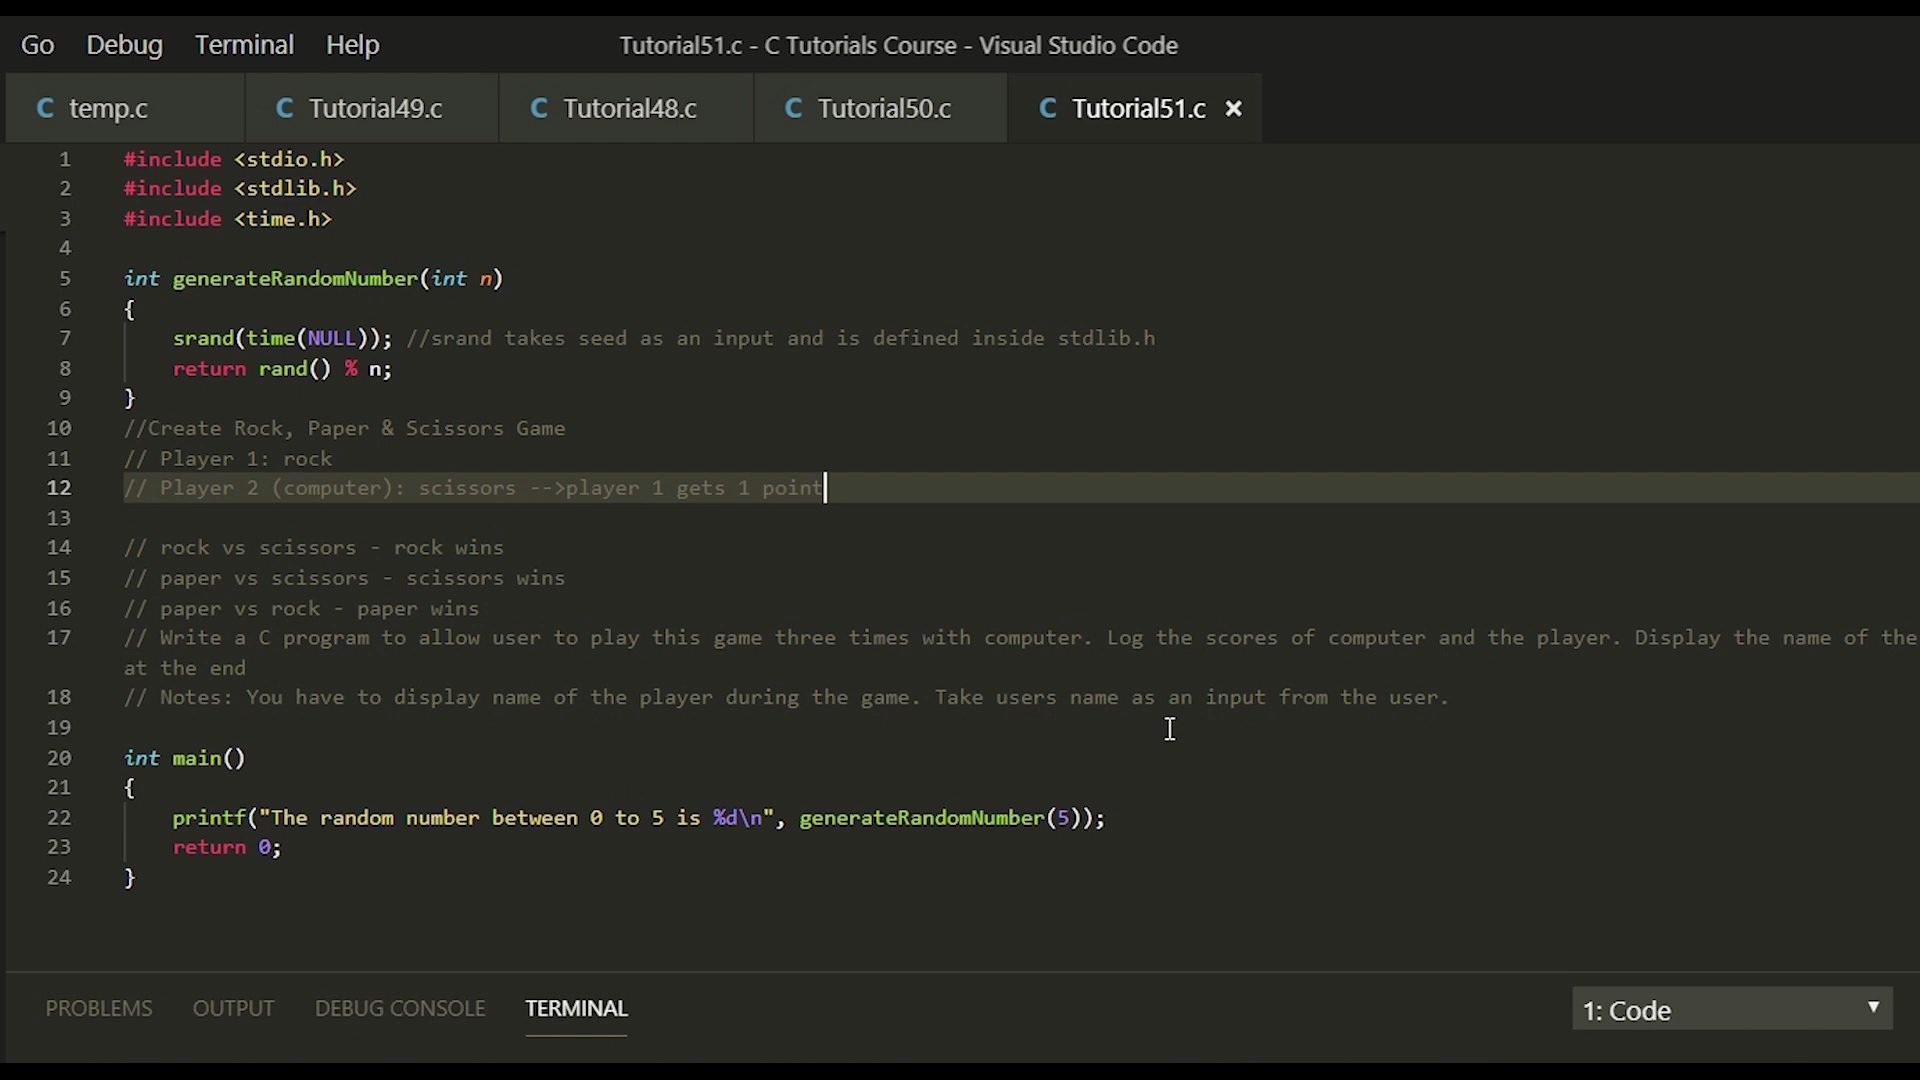 Go Debug Terminal Help Tutorial51.c - C Tutorials Course - Visual Studio Code
C temp.c C Tutorial49.c C Tutorial48.c C Tutorial50.c C Tutorial51.c ×
1 #include <stdio.h>
2 #include <stdlib.h>
3 #include <time.h>
4
5 int generateRandomNumber(int n)
6 {
7 srand(time(NULL)); //srand takes seed as an input and is defined inside stdlib.h
8 return rand() % n;
9 }
10 //Create Rock, Paper & Scissors Game
11 // Player 1: rock
12 // Player 2 (computer): scissors -->player 1 gets 1 point
13
14 // rock vs scissors - rock wins
15 // paper vs scissors - scissors wins
16 // paper vs rock - paper wins
17 // Write a C program to allow user to play this game three times with computer. Log the scores of computer and the player. Display the name of the
at the end
18 // Notes: You have to display name of the player during the game. Take users name as an input from the user.
19
20 int main()
21 {
22 printf("The random number between 0 to 5 is %d\n", generateRandomNumber(5));
23 return 0;
24 }
PROBLEMS OUTPUT DEBUG CONSOLE TERMINAL 1: Code